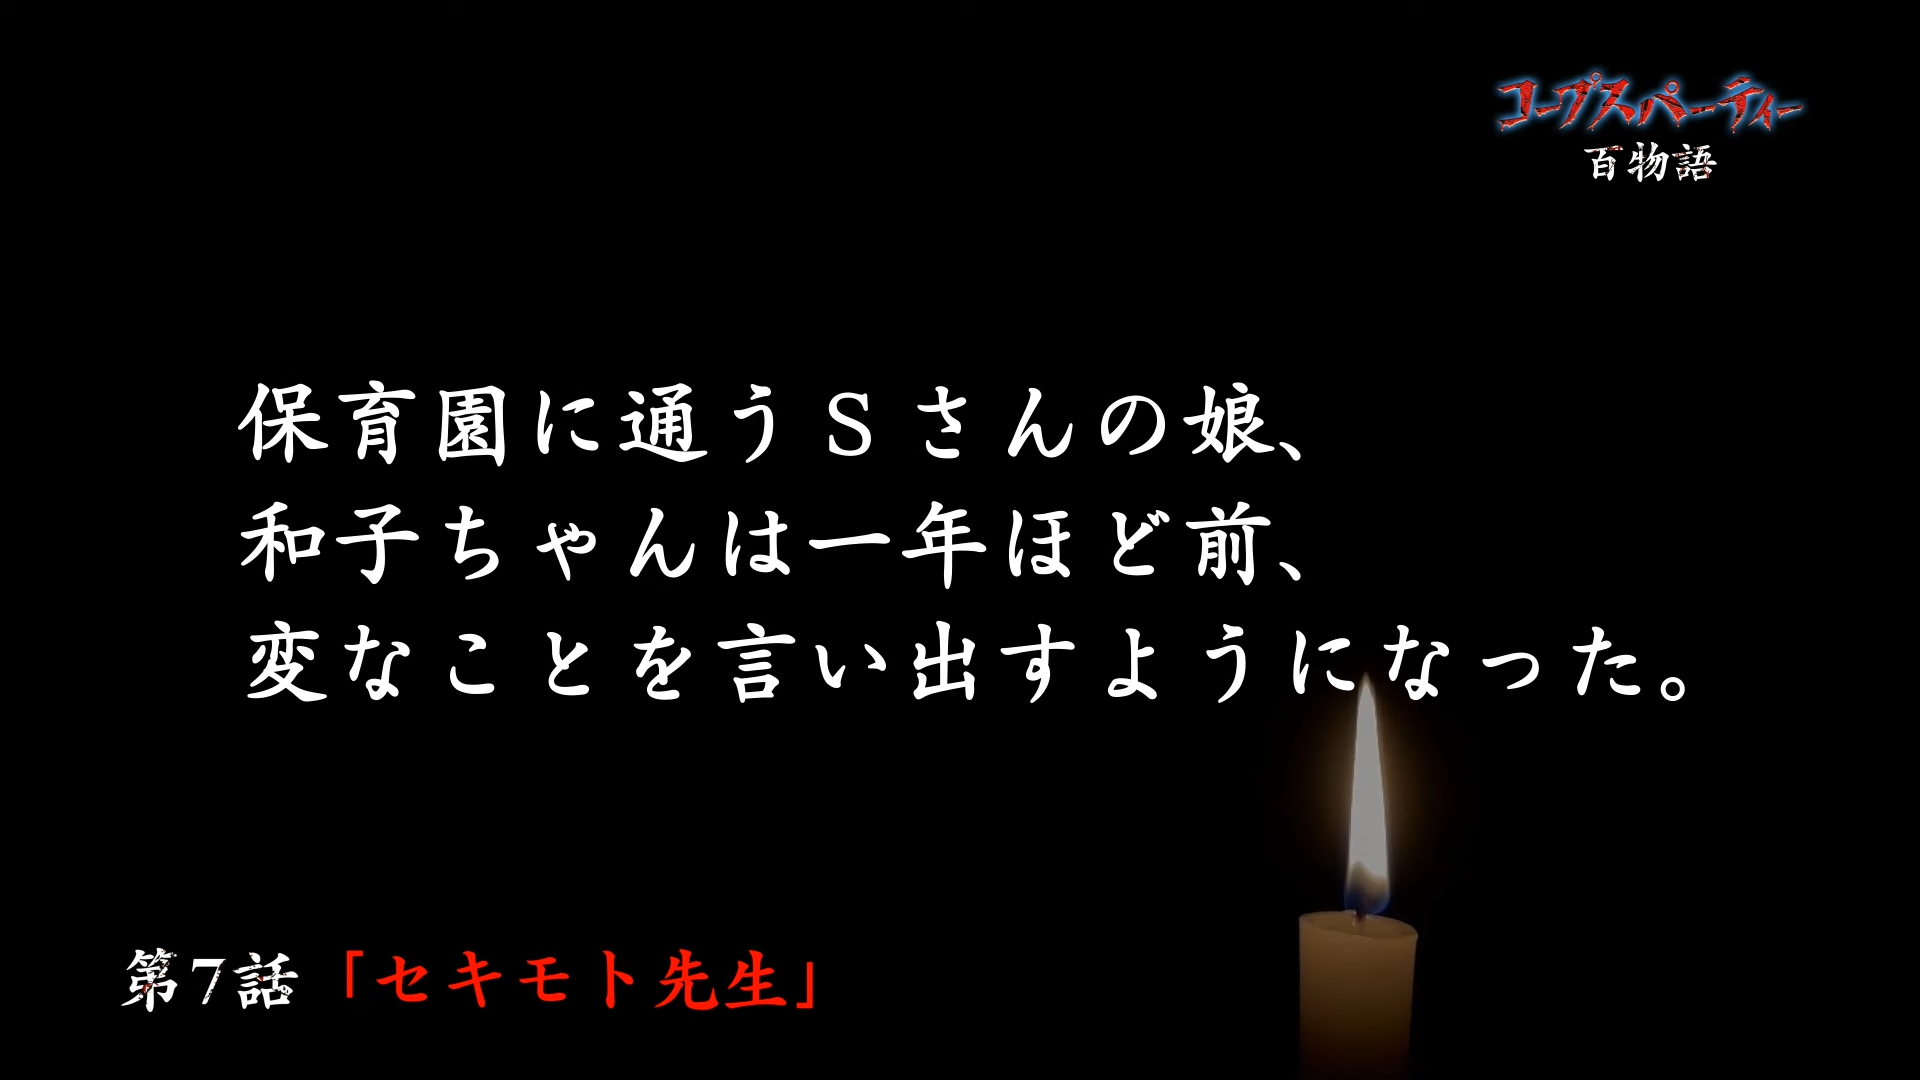 コープスパーティー
百物語
保育園に通うSさんの娘、
和子ちゃんは一年ほど前、
変なことを言い出すようになった。
第7話「セキモト先生」